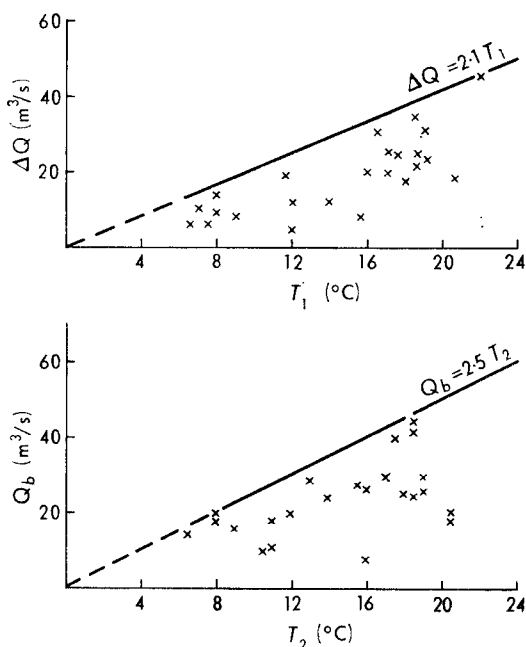 60
40
20
ΔQ (m³/s)
ΔQ = 2·1 T₁
4 8 12 16 20 24
T₁ (°C)
60
40
20
Q_b (m³/s)
Q_b = 2·5 T₂
4 8 12 16 20 24
T₂ (°C)